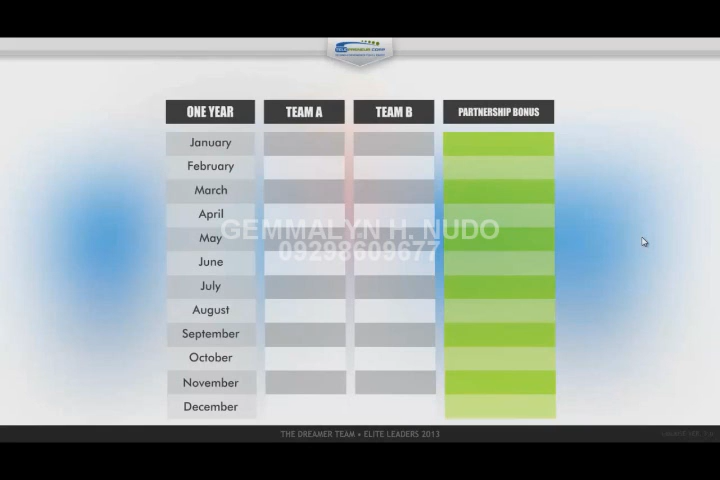 ONE YEAR TEAM A TEAM B PARTNERSHIP BONUS
January
February
March
April
GEMMALYN H. NUDO
May
09298609677
June
July
August
September
October
November
December
THE DREAMER TEAM • ELITE LEADERS 2013